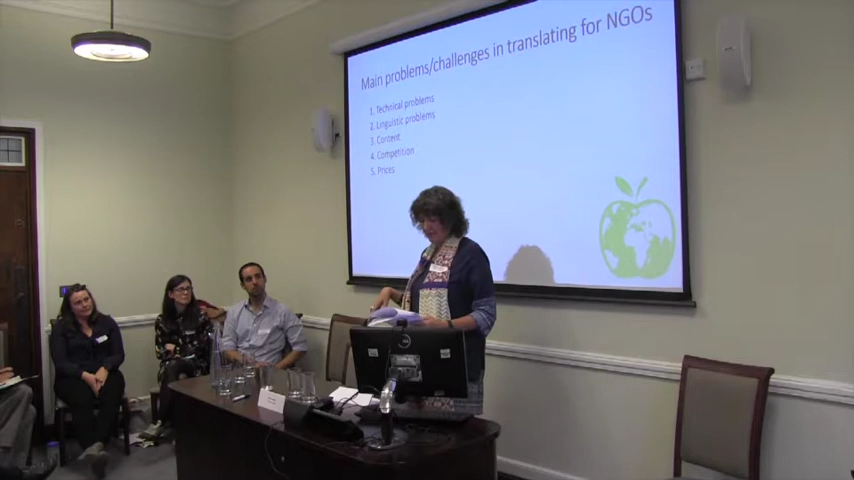 Main problems/challenges in translating for NGOs
1. Technical problems
2. Linguistic problems
3. Content
4. Competition
5. Prices
DELL